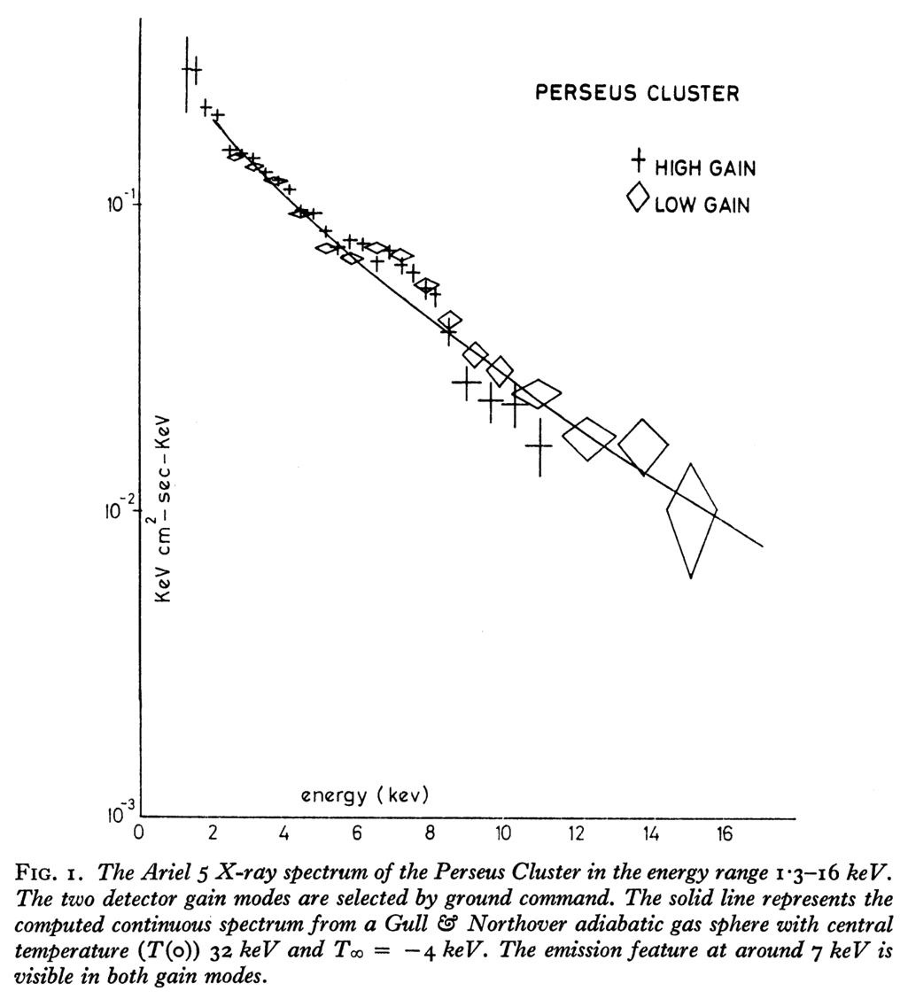 PERSEUS CLUSTER
HIGH GAIN
LOW GAIN
10⁻¹
10⁻²
10⁻³
KeV cm²–sec–KeV
energy (kev)
0 2 4 6 8 10 12 14 16
FIG. 1. The Ariel 5 X-ray spectrum of the Perseus Cluster in the energy range 1·3–16 keV.
The two detector gain modes are selected by ground command. The solid line represents the
computed continuous spectrum from a Gull & Northover adiabatic gas sphere with central
temperature (T(0)) 32 keV and T∞ = −4 keV. The emission feature at around 7 keV is
visible in both gain modes.